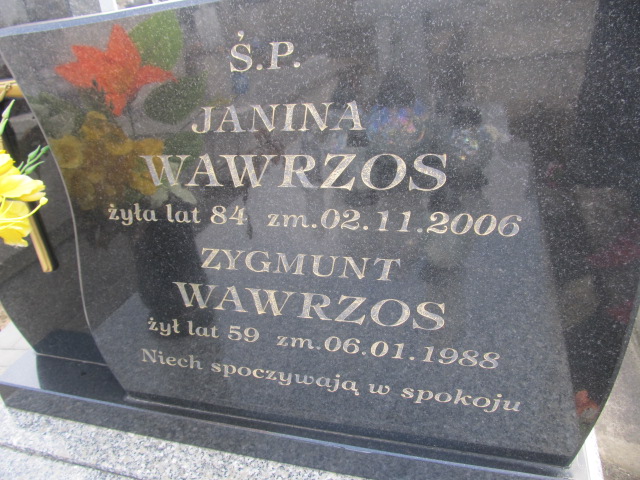 Ś.P.
JANINA
WAWRZOS
żyła lat 84 zm.02.11.2006
ZYGMUNT
WAWRZOS
żył lat 59 zm.06.01.1988
Niech spoczywają w spokoju